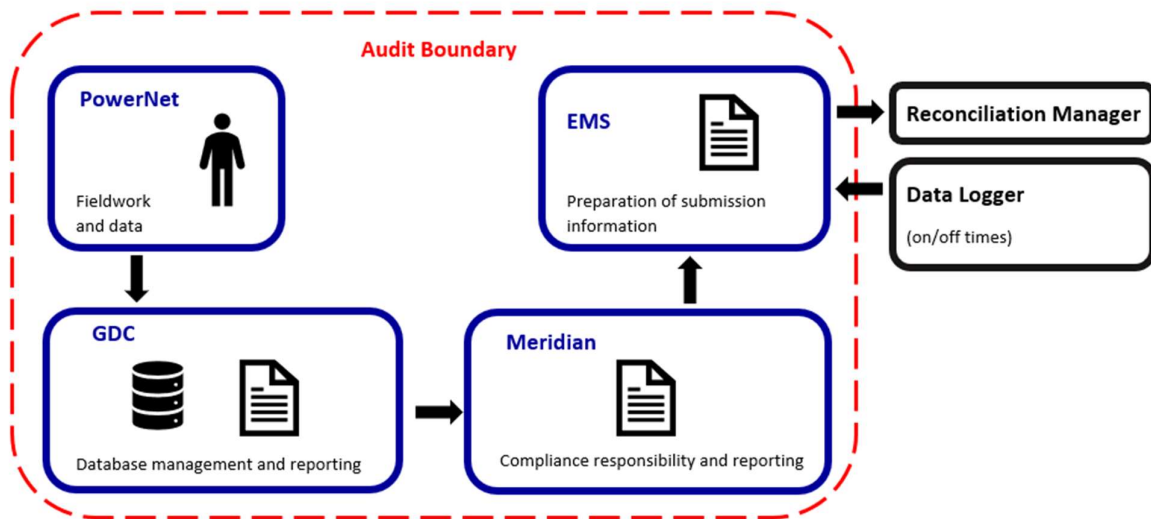 Audit Boundary
PowerNet
Fieldwork
and data
EMS
Preparation of submission
information
Reconciliation Manager
Data Logger
(on/off times)
GDC
Database management and reporting
Meridian
Compliance responsibility and reporting